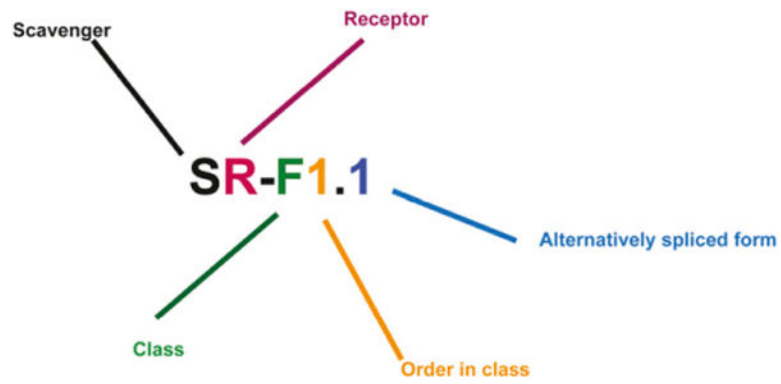 Receptor
Scavenger
SR-F1.1
Alternatively spliced form
Class
Order in class